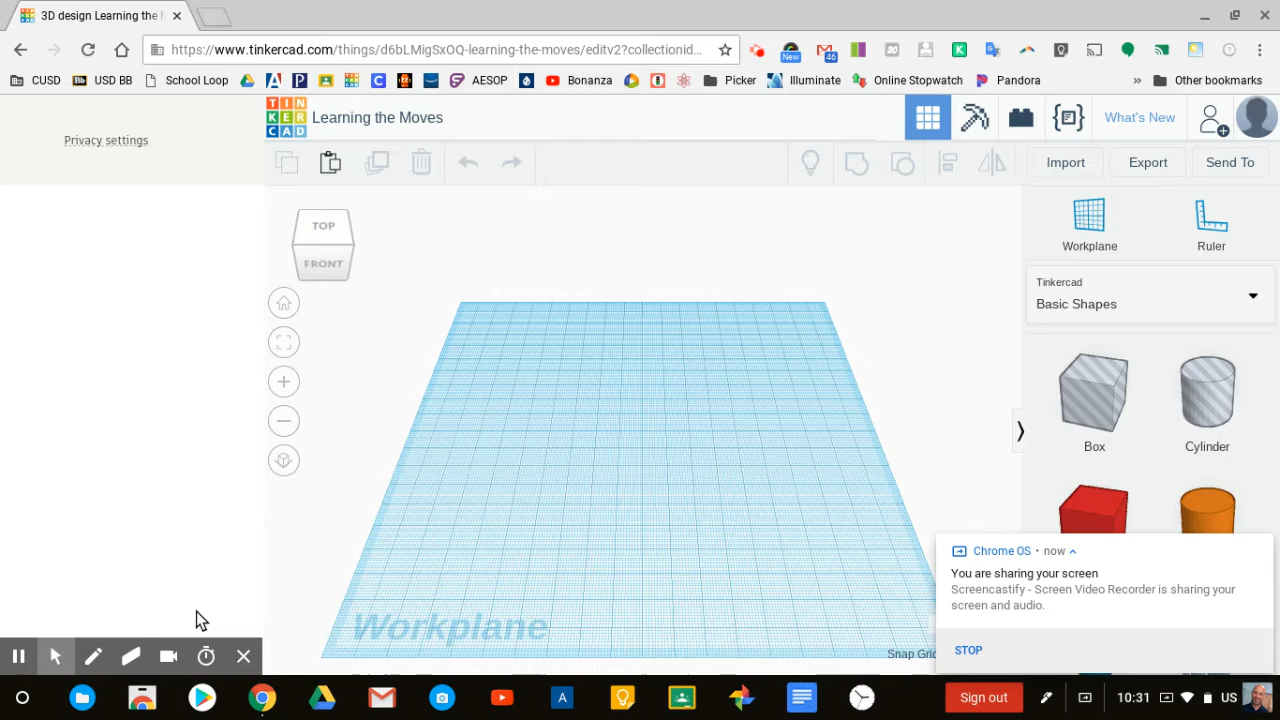 3D design Learning the
https://www.tinkercad.com/things/d6bLMigSxOQ-learning-the-moves/editv2?collectionid...
New
46
CUSD
USD BB
School Loop
AESOP
Bonanza
Picker
Illuminate
Online Stopwatch
Pandora
»
Other bookmarks
Privacy settings
TIN
KER
CAD
Learning the Moves
What's New
Import
Export
Send To
TOP
FRONT
Workplane
Ruler
Tinkercad
Basic Shapes
Box
Cylinder
Workplane
Snap Grid
Chrome OS • now
You are sharing your screen
Screencastify - Screen Video Recorder is sharing your
screen and audio.
STOP
Sign out
10:31
US